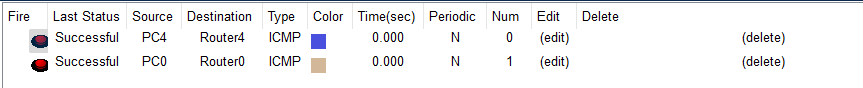 Fire Last Status Source Destination Type Color Time(sec) Periodic Num Edit Delete
Successful PC4 Router4 ICMP 0.000 N 0 (edit) (delete)
Successful PC0 Router0 ICMP 0.000 N 1 (edit) (delete)